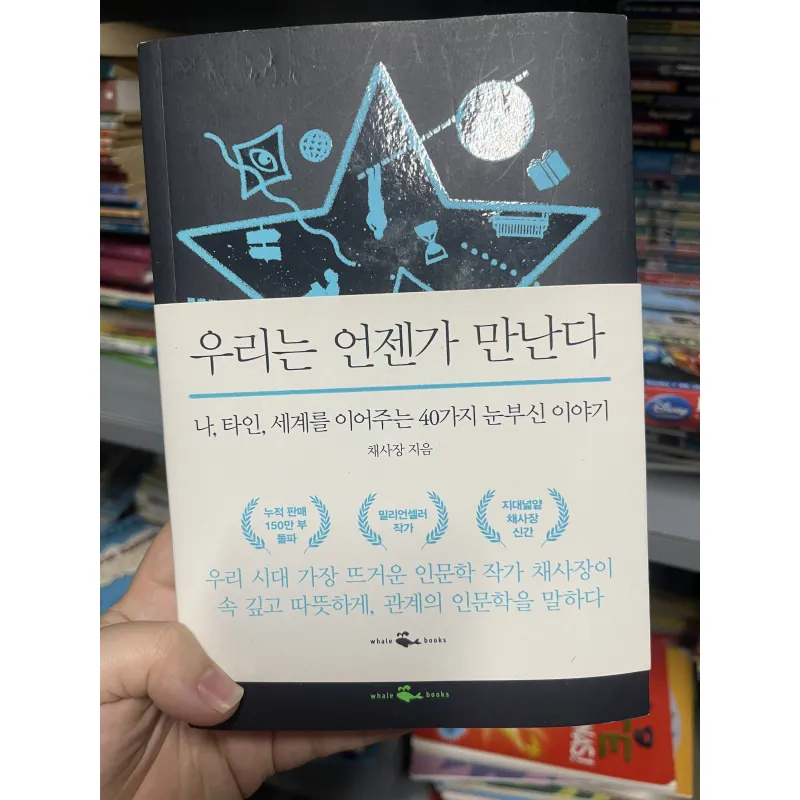 우리는 언젠가 만난다
나, 타인, 세계를 이어주는 40가지 눈부신 이야기
채사장 지음
누적 판매
150만 부
돌파
밀리언셀러
작가
지대넓얕
채사장
신간
우리 시대 가장 뜨거운 인문학 작가 채사장이
속 깊고 따뜻하게, 관계의 인문학을 말하다
whale books
whale books
Disney